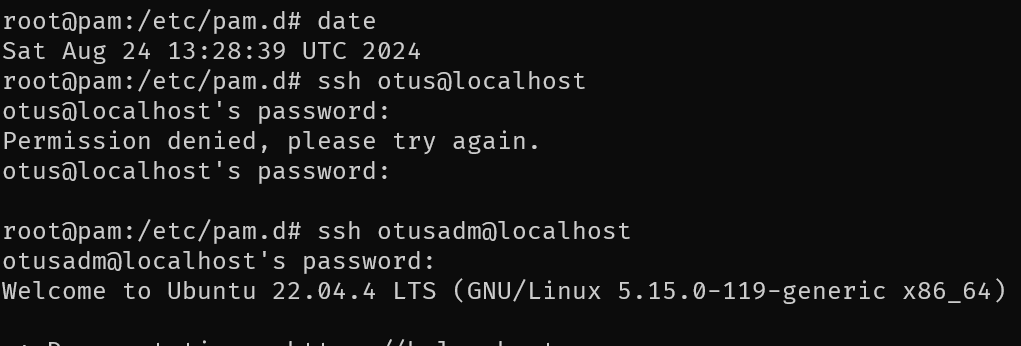 root@pam:/etc/pam.d# date
Sat Aug 24 13:28:39 UTC 2024
root@pam:/etc/pam.d# ssh otus@localhost
otus@localhost's password:
Permission denied, please try again.
otus@localhost's password:
root@pam:/etc/pam.d# ssh otusadm@localhost
otusadm@localhost's password:
Welcome to Ubuntu 22.04.4 LTS (GNU/Linux 5.15.0-119-generic x86_64)